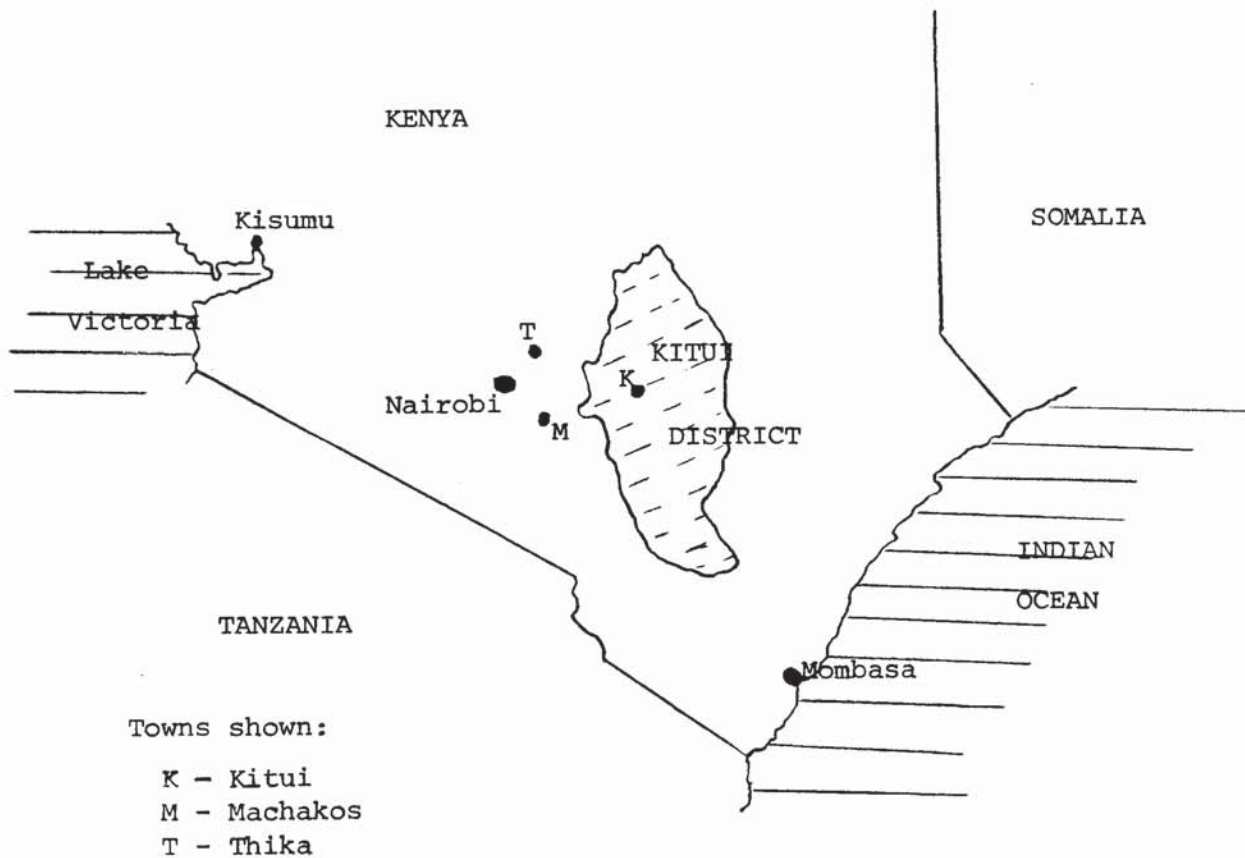 KENYA
SOMALIA
Kisumu
Lake
Victoria
T
KITUI
K
Nairobi
M
DISTRICT
INDIAN
OCEAN
TANZANIA
Mombasa
Towns shown:
K - Kitui
M - Machakos
T - Thika